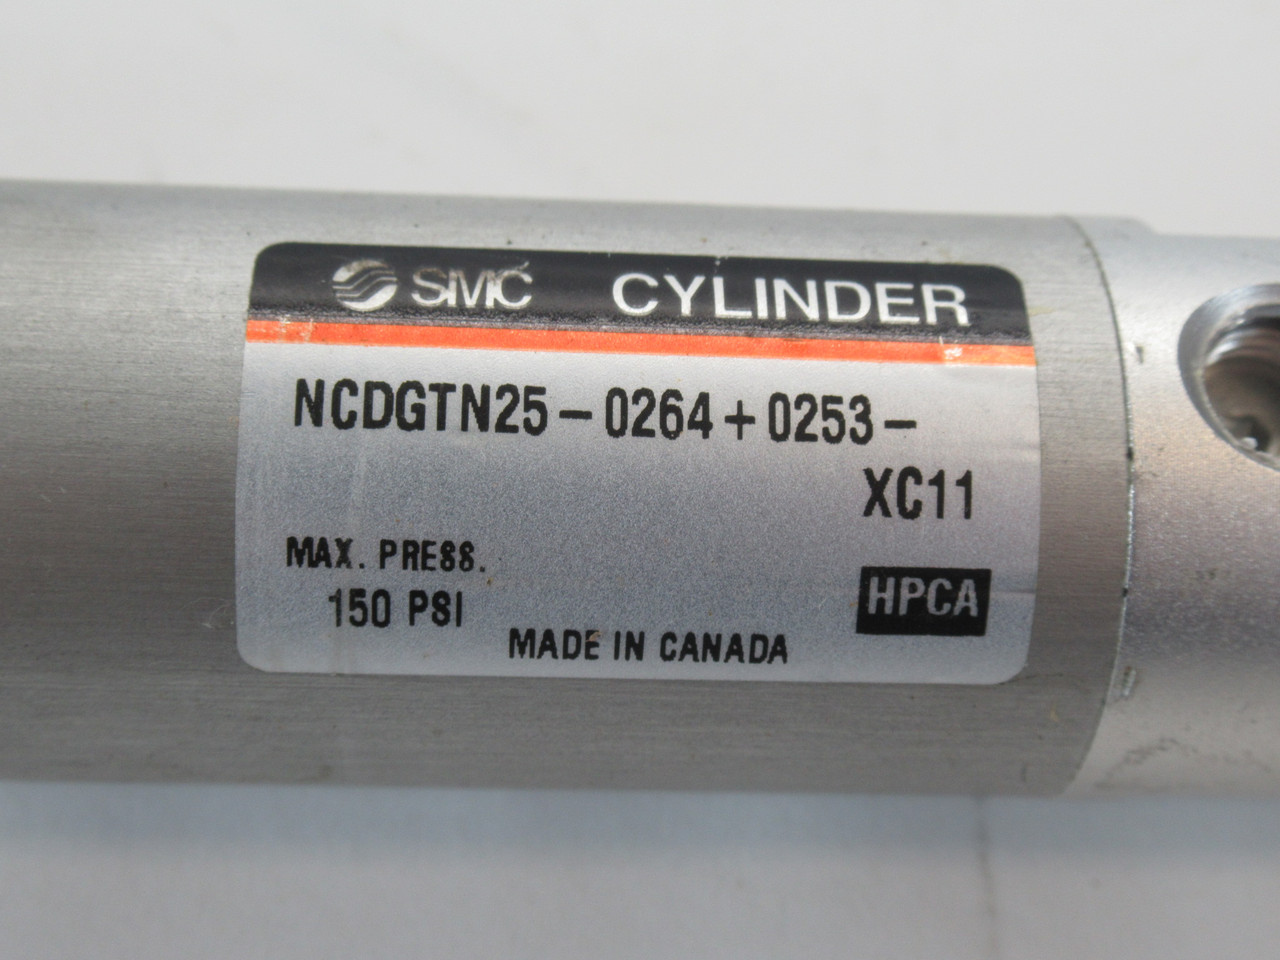 SMC CYLINDER
NCDGTN25-0264+0253-
XC11
MAX. PRESS.
150 PSI
HPCA
MADE IN CANADA